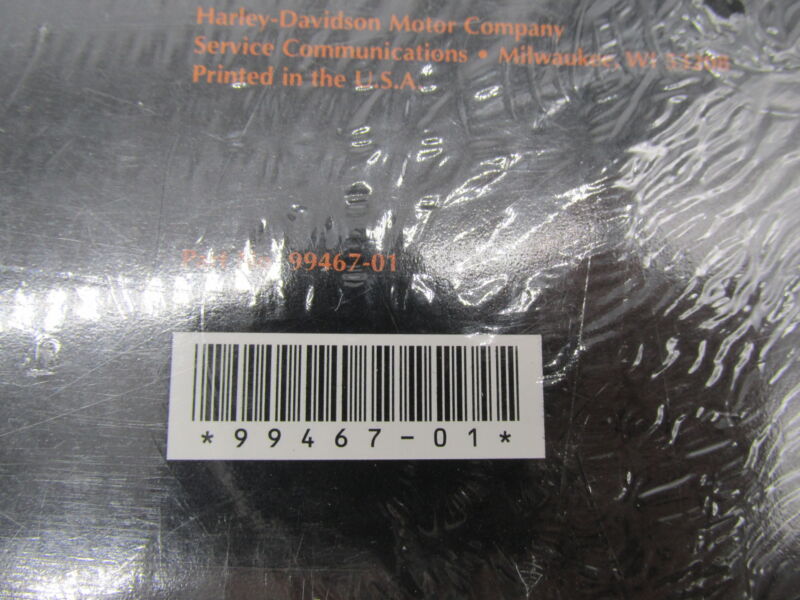 Harley-Davidson Motor Company
Service Communications • Milwaukee, WI
Printed in the U.S.A.
99467-01
*99467-01*